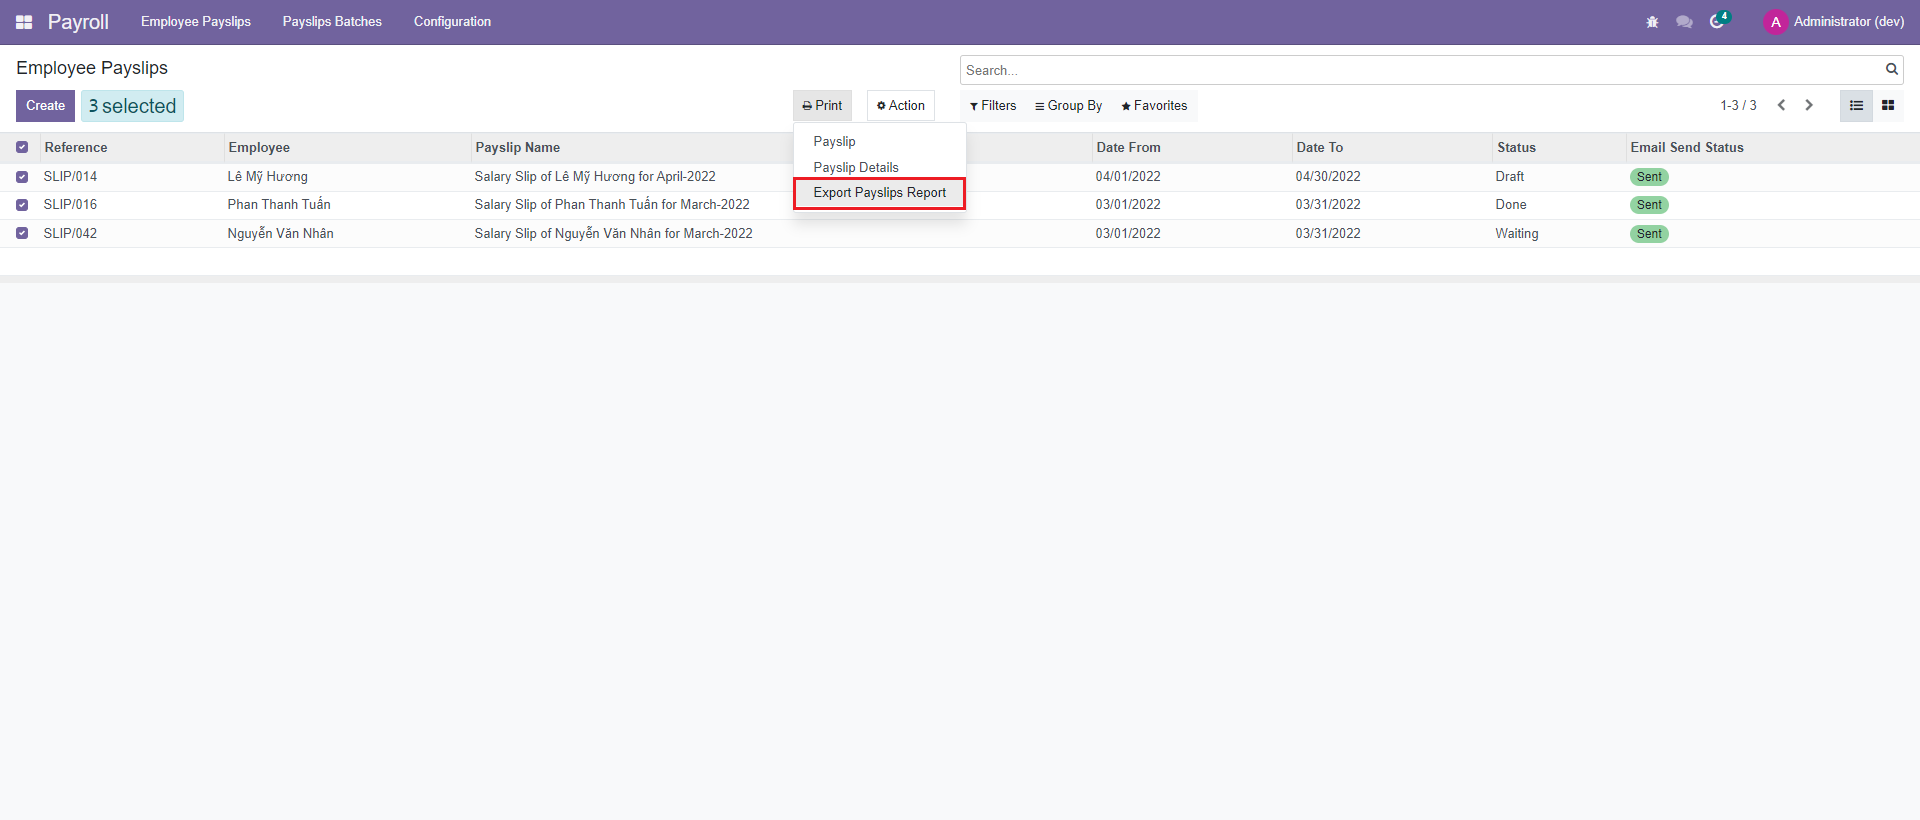 Payroll Employee Payslips Payslips Batches Configuration 4 A Administrator (dev)
Employee Payslips Search...
Create 3 selected Print Action Filters Group By Favorites 1-3 / 3
Payslip
Payslip Details
Export Payslips Report
Reference Employee Payslip Name Date From Date To Status Email Send Status
SLIP/014 Lê Mỹ Hương Salary Slip of Lê Mỹ Hương for April-2022 04/01/2022 04/30/2022 Draft Sent
SLIP/016 Phan Thanh Tuấn Salary Slip of Phan Thanh Tuấn for March-2022 03/01/2022 03/31/2022 Done Sent
SLIP/042 Nguyễn Văn Nhân Salary Slip of Nguyễn Văn Nhân for March-2022 03/01/2022 03/31/2022 Waiting Sent